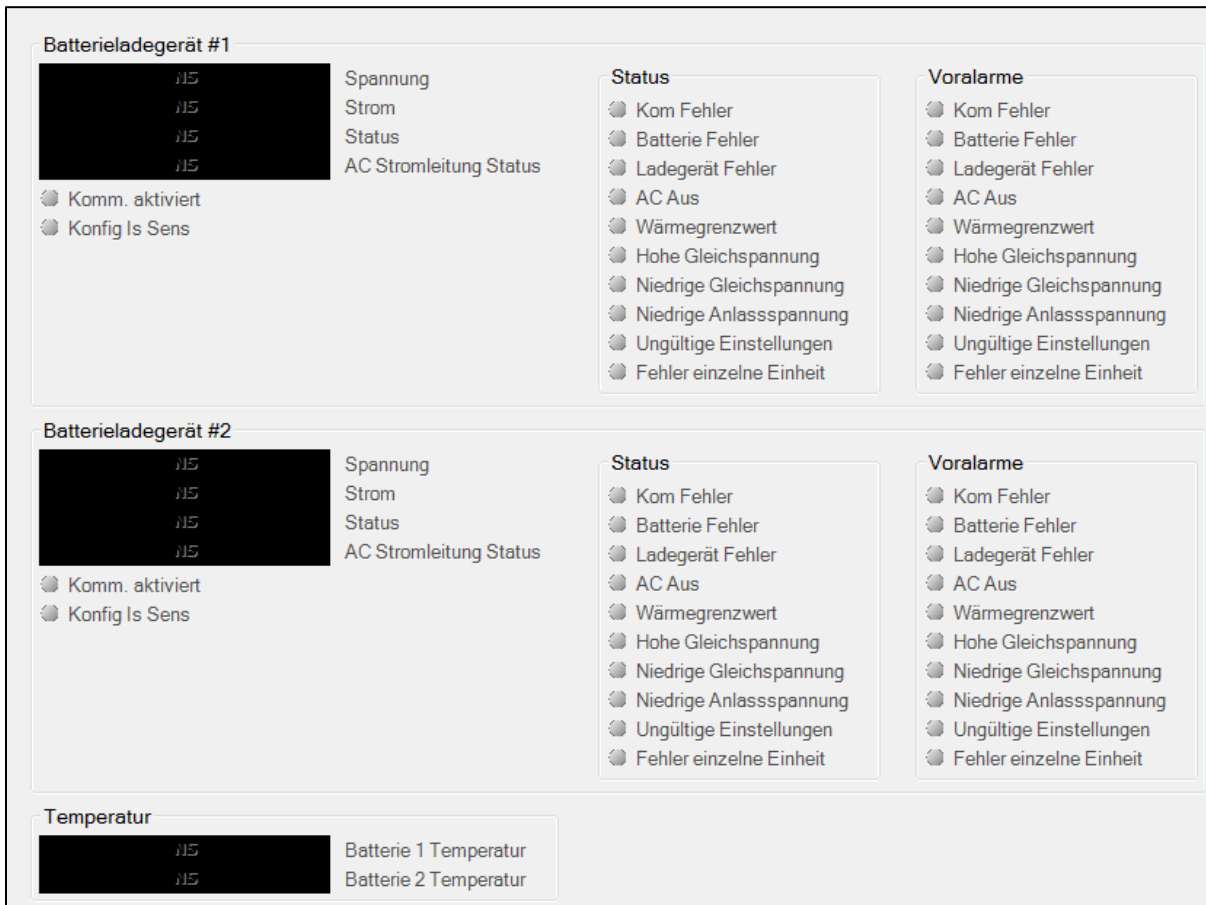 Batterieladegerät #1
NS Spannung
NS Strom
NS Status
NS AC Stromleitung Status
Komm. aktiviert
Konfig Is Sens
Status
Kom Fehler
Batterie Fehler
Ladegerät Fehler
AC Aus
Wärmegrenzwert
Hohe Gleichspannung
Niedrige Gleichspannung
Niedrige Anlassspannung
Ungültige Einstellungen
Fehler einzelne Einheit
Voralarme
Kom Fehler
Batterie Fehler
Ladegerät Fehler
AC Aus
Wärmegrenzwert
Hohe Gleichspannung
Niedrige Gleichspannung
Niedrige Anlassspannung
Ungültige Einstellungen
Fehler einzelne Einheit
Batterieladegerät #2
NS Spannung
NS Strom
NS Status
NS AC Stromleitung Status
Komm. aktiviert
Konfig Is Sens
Status
Kom Fehler
Batterie Fehler
Ladegerät Fehler
AC Aus
Wärmegrenzwert
Hohe Gleichspannung
Niedrige Gleichspannung
Niedrige Anlassspannung
Ungültige Einstellungen
Fehler einzelne Einheit
Voralarme
Kom Fehler
Batterie Fehler
Ladegerät Fehler
AC Aus
Wärmegrenzwert
Hohe Gleichspannung
Niedrige Gleichspannung
Niedrige Anlassspannung
Ungültige Einstellungen
Fehler einzelne Einheit
Temperatur
NS Batterie 1 Temperatur
NS Batterie 2 Temperatur